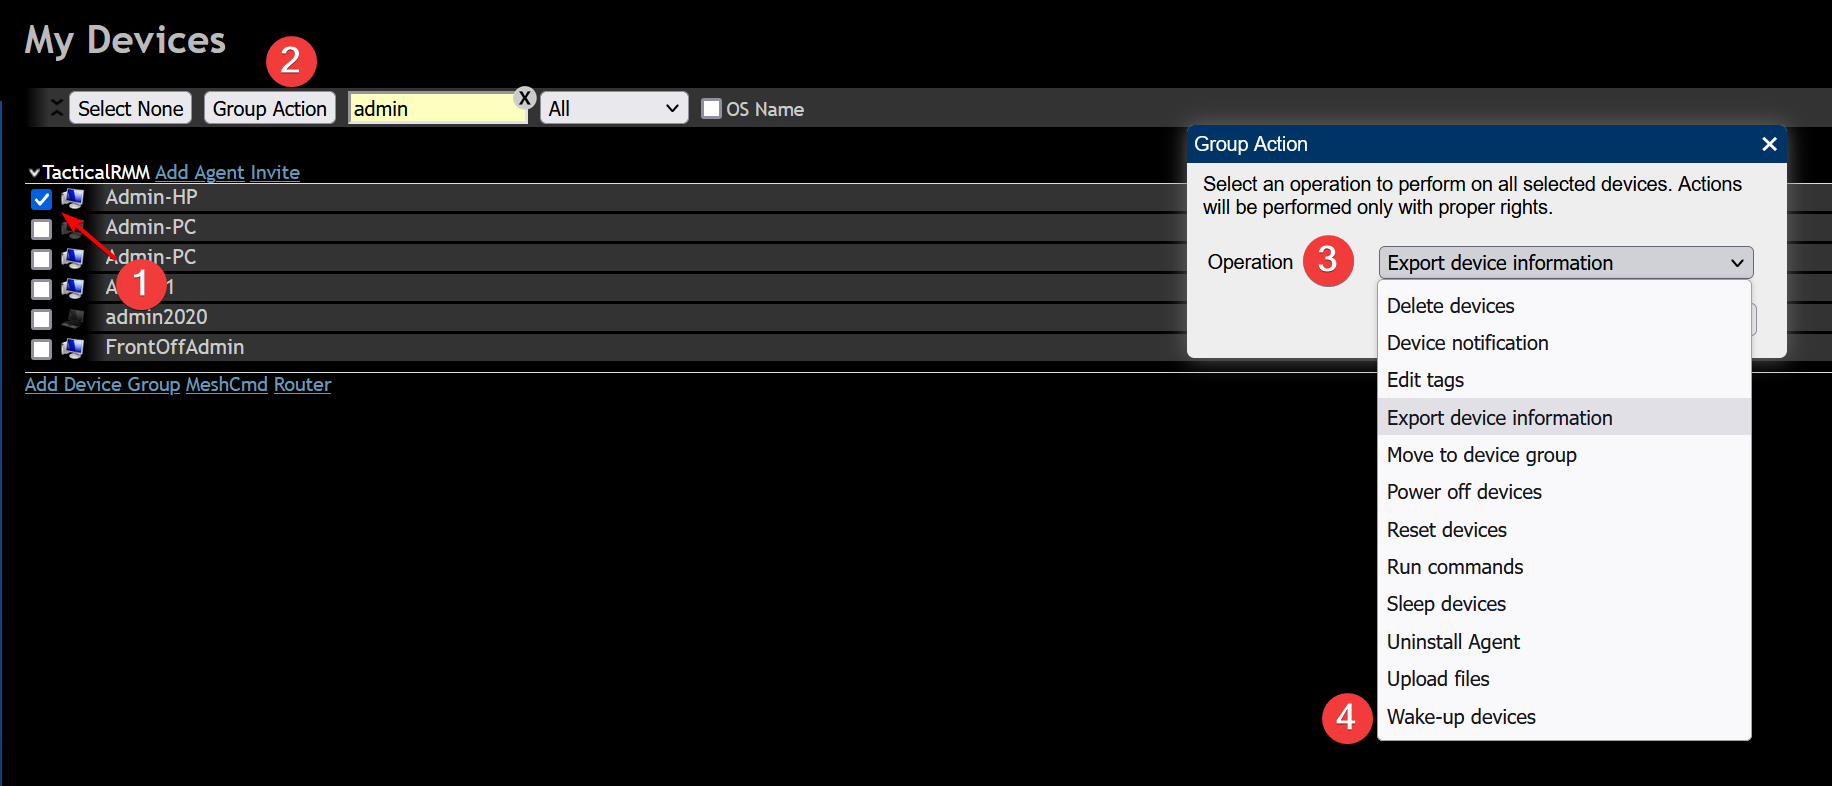 My Devices
2
Select None Group Action admin X All OS Name
TacticalRMM Add Agent Invite
Admin-HP
Admin-PC
Admin-PC
1
admin2020
FrontOffAdmin
Add Device Group MeshCmd Router
Group Action
Select an operation to perform on all selected devices. Actions
will be performed only with proper rights.
Operation 3 Export device information
Delete devices
Device notification
Edit tags
Export device information
Move to device group
Power off devices
Reset devices
Run commands
Sleep devices
Uninstall Agent
Upload files
4 Wake-up devices